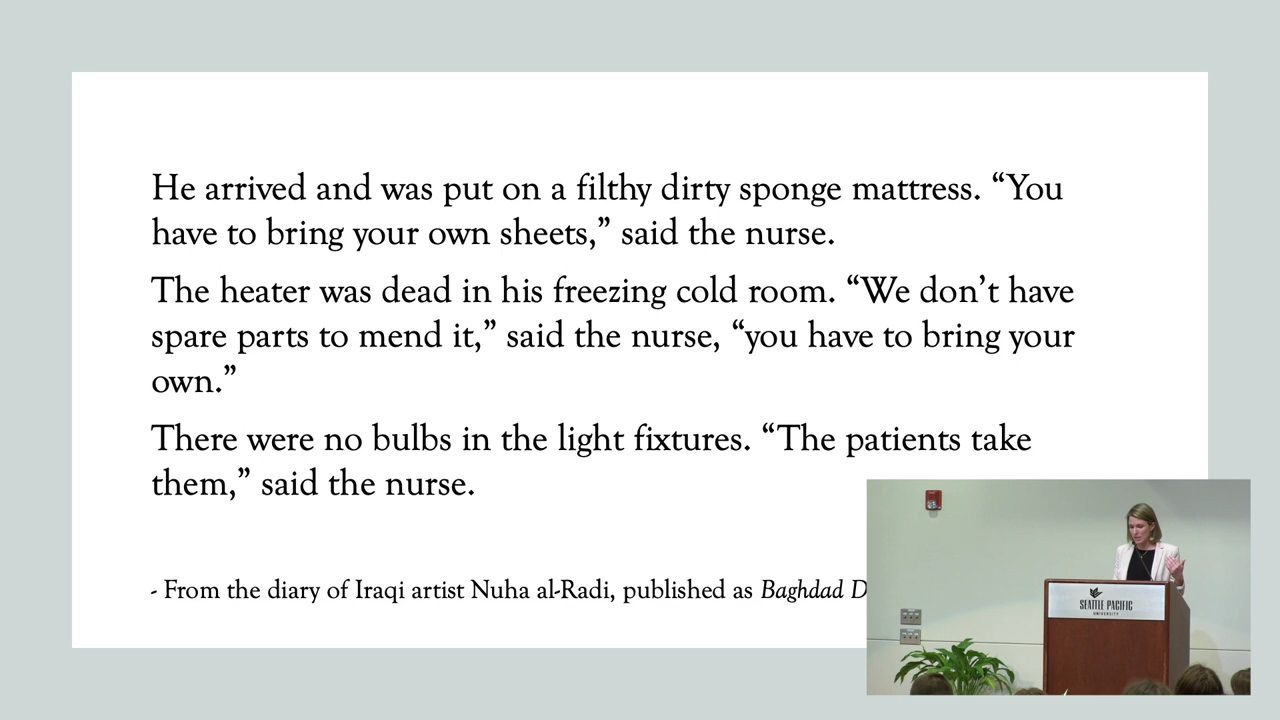 He arrived and was put on a filthy dirty sponge mattress. “You
have to bring your own sheets,” said the nurse.
The heater was dead in his freezing cold room. “We don’t have
spare parts to mend it,” said the nurse, “you have to bring your
own.”
There were no bulbs in the light fixtures. “The patients take
them,” said the nurse.
- From the diary of Iraqi artist Nuha al-Radi, published as Baghdad D
SEATTLE PACIFIC
UNIVERSITY